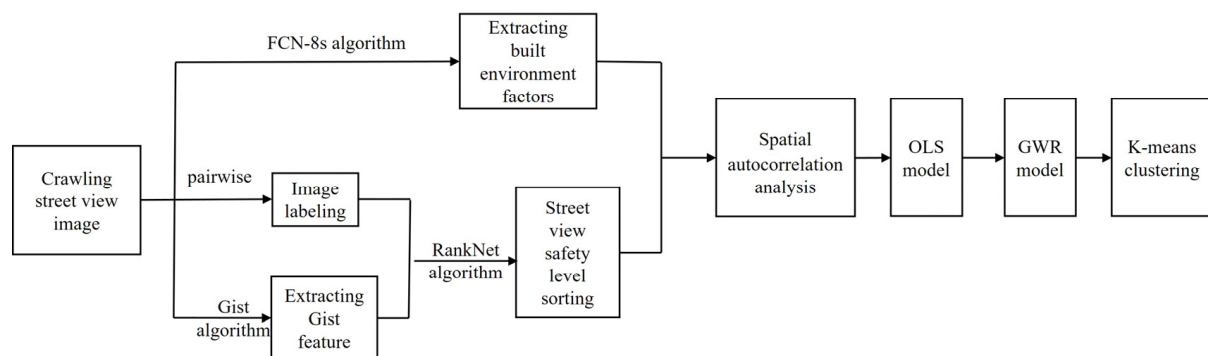 FCN-8s algorithm
Extracting
built
environment
factors
Crawling
street view
image
pairwise
Image
labeling
Gist
algorithm
Extracting
Gist
feature
RankNet
algorithm
Street
view
safety
level
sorting
Spatial
autocorrelation
analysis
OLS
model
GWR
model
K-means
clustering